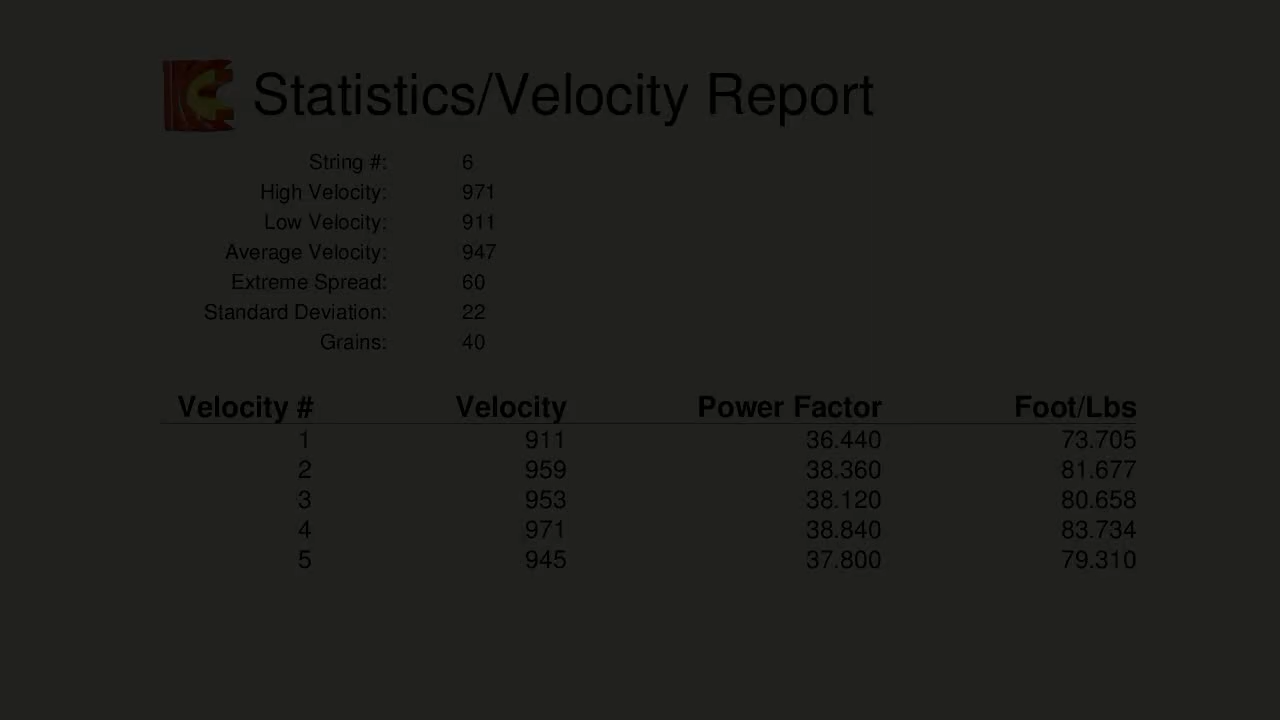 Statistics/Velocity Report
String #: 6
High Velocity: 971
Low Velocity: 911
Average Velocity: 947
Extreme Spread: 60
Standard Deviation: 22
Grains: 40
Velocity # Velocity Power Factor Foot/Lbs
1 911 36.440 73.705
2 959 38.360 81.677
3 953 38.120 80.658
4 971 38.840 83.734
5 945 37.800 79.310